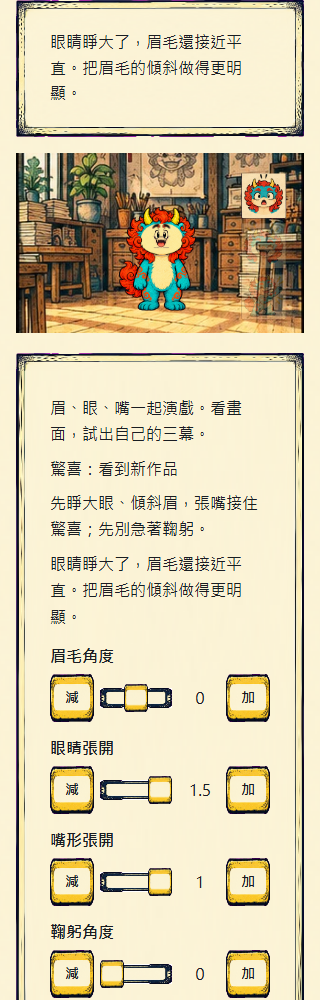 眼睛睜大了，眉毛還接近平
直。把眉毛的傾斜做得更明
顯。
眉、眼、嘴一起演戲。看畫
面，試出自己的三幕。
驚喜：看到新作品
先睜大眼、傾斜眉，張嘴接住
驚喜；先別急著鞠躬。
眼睛睜大了，眉毛還接近平
直。把眉毛的傾斜做得更明
顯。
眉毛角度
減 0 加
眼睛張開
減 1.5 加
嘴形張開
減 1 加
鞠躬角度
減 0 加